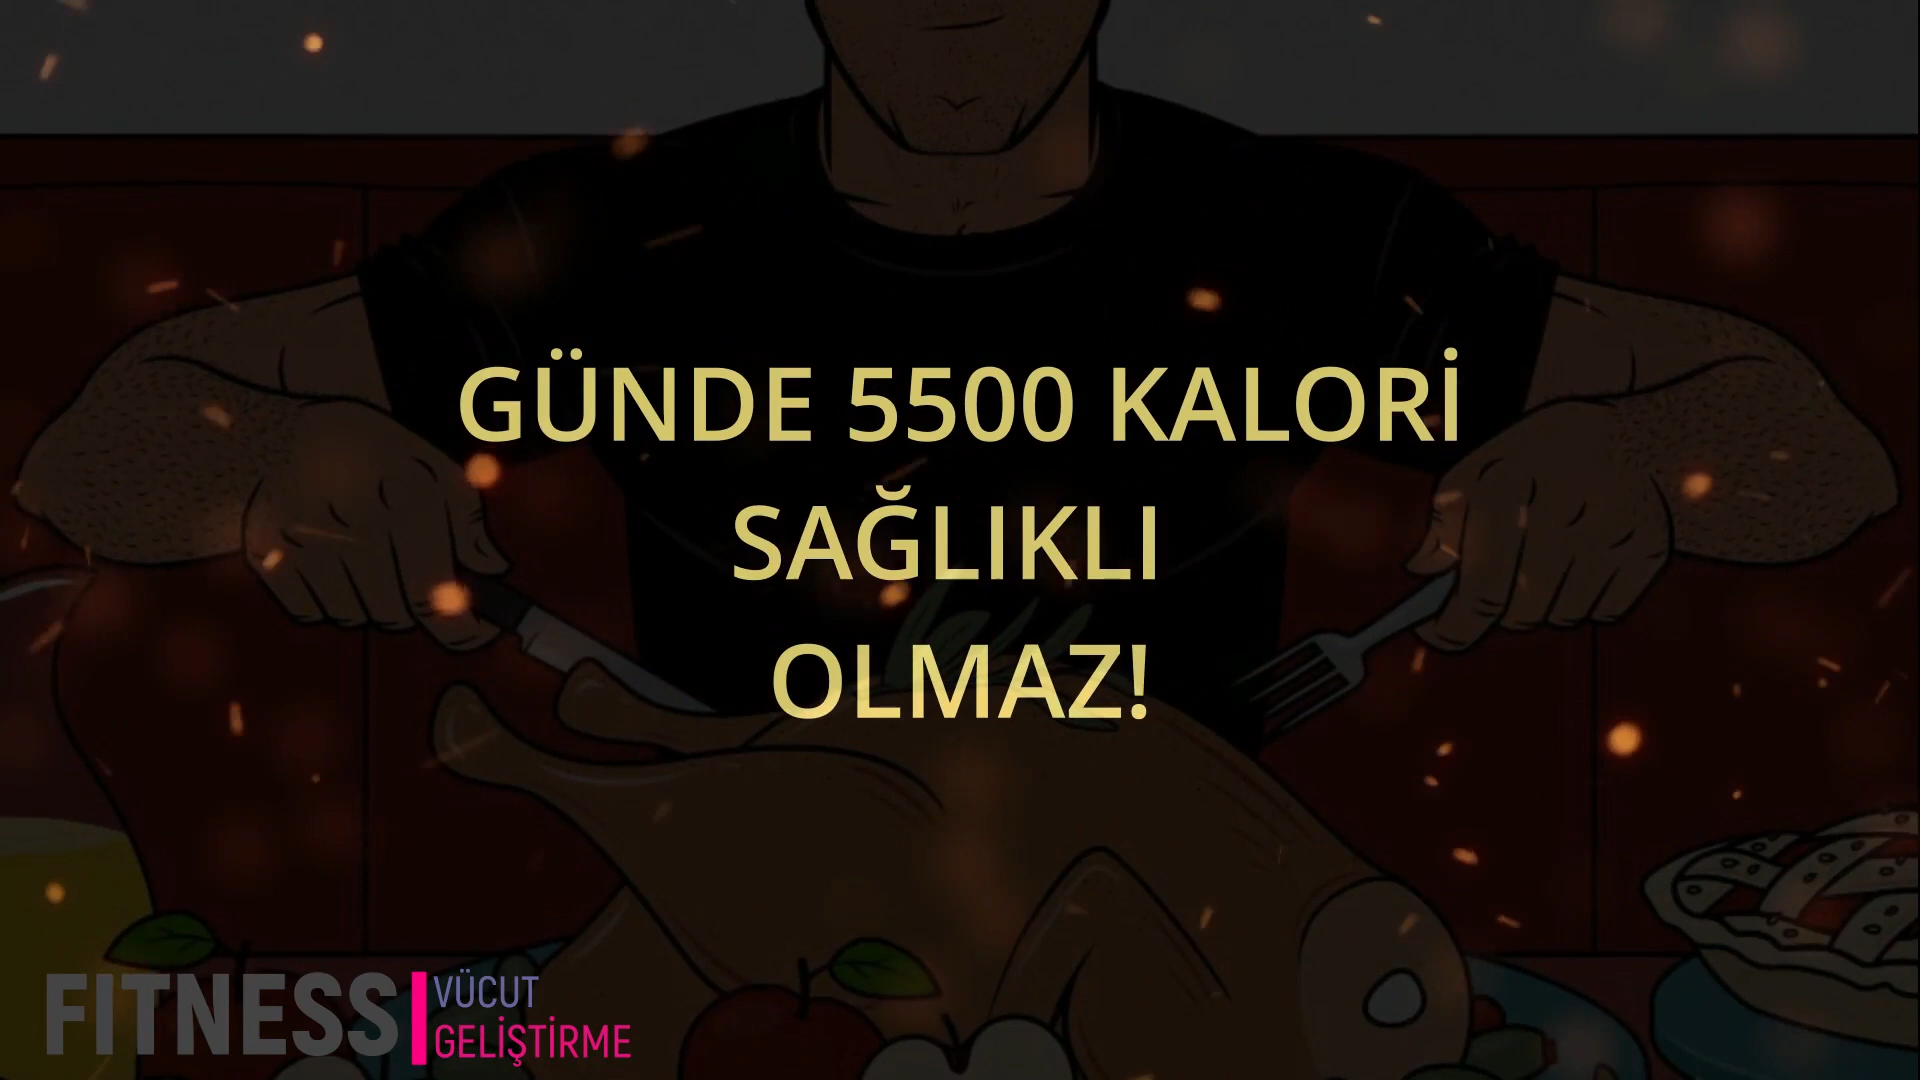 GÜNDE 5500 KALORİ
SAĞLIKLI
OLMAZ!
FITNESS
VÜCUT
GELİŞTİRME